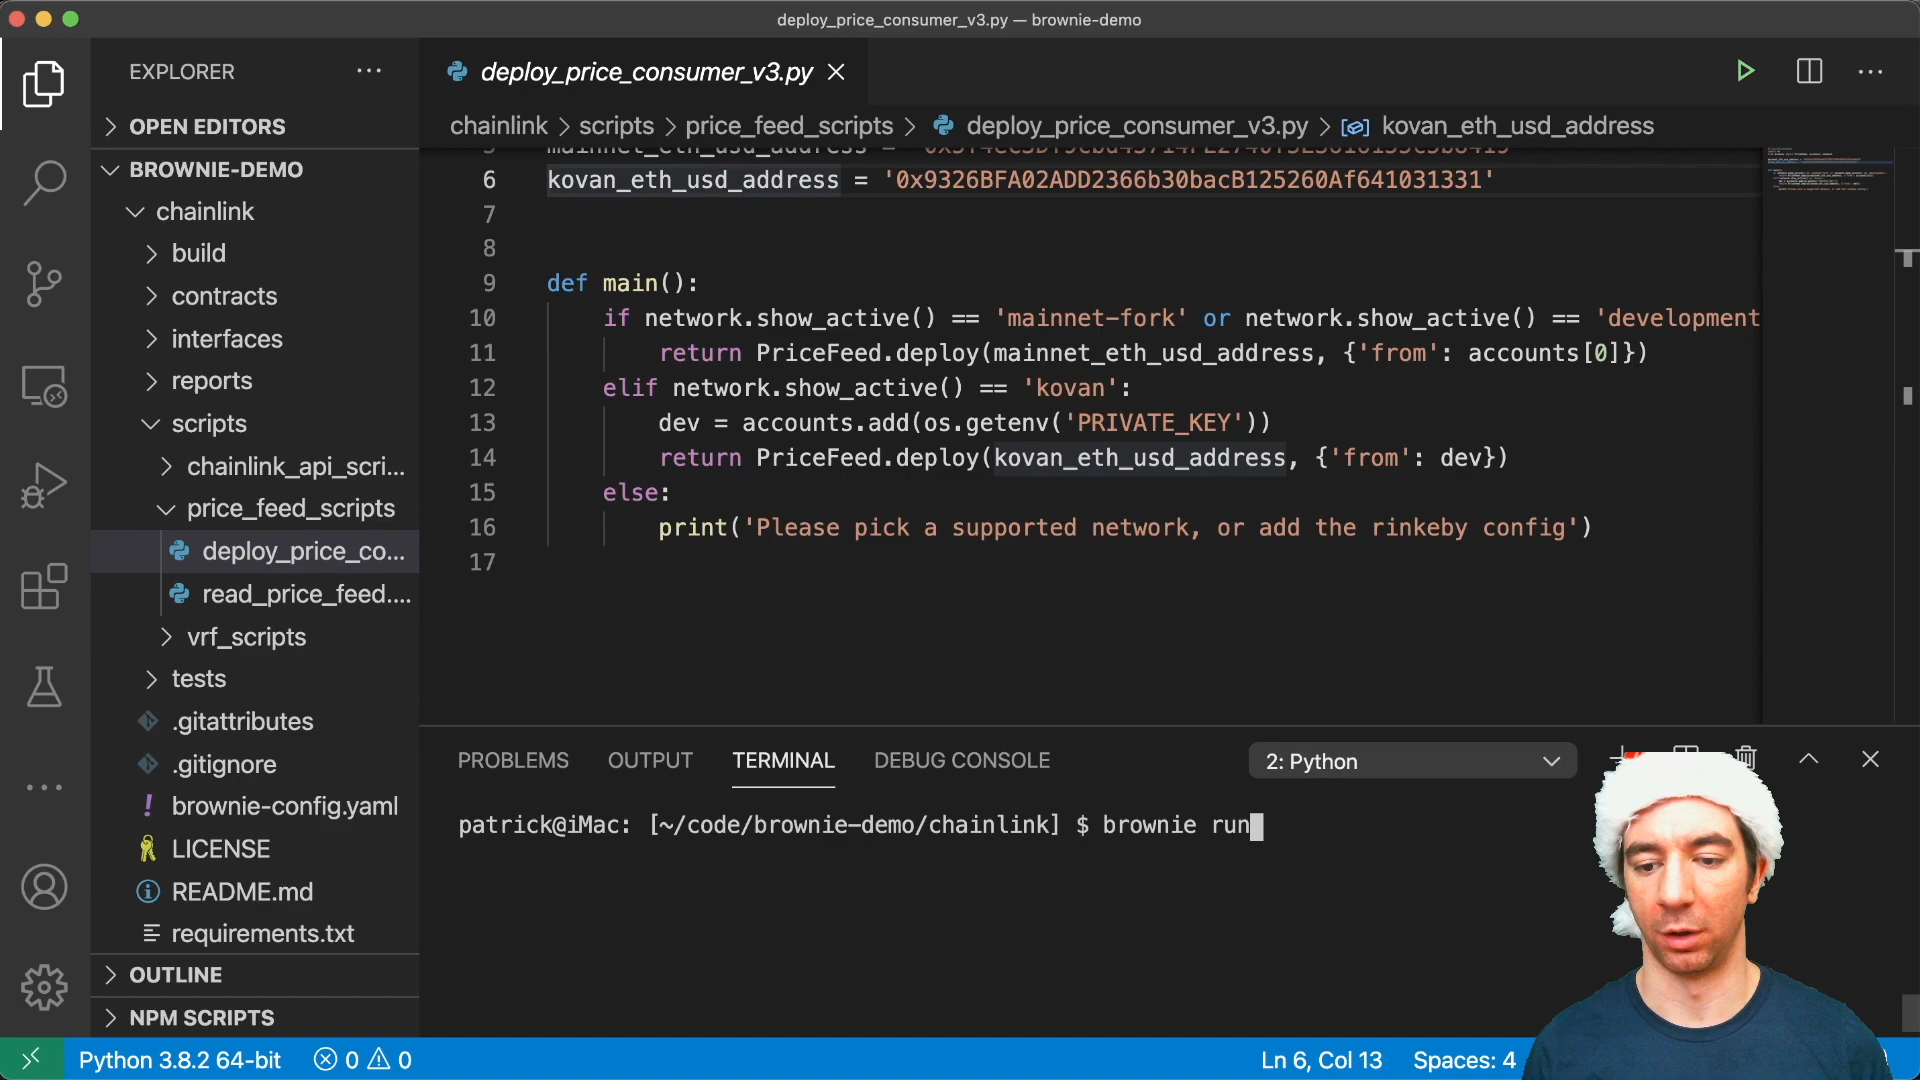 deploy_price_consumer_v3.py — brownie-demo
EXPLORER
OPEN EDITORS
BROWNIE-DEMO
chainlink
build
contracts
interfaces
reports
scripts
chainlink_api_scri...
price_feed_scripts
deploy_price_co...
read_price_feed....
vrf_scripts
tests
.gitattributes
.gitignore
brownie-config.yaml
LICENSE
README.md
requirements.txt
OUTLINE
NPM SCRIPTS
deploy_price_consumer_v3.py
chainlink > scripts > price_feed_scripts > deploy_price_consumer_v3.py > kovan_eth_usd_address
6 kovan_eth_usd_address = '0x9326BFA02ADD2366b30bacB125260Af641031331'
7
8
9 def main():
10 if network.show_active() == 'mainnet-fork' or network.show_active() == 'development
11 return PriceFeed.deploy(mainnet_eth_usd_address, {'from': accounts[0]})
12 elif network.show_active() == 'kovan':
13 dev = accounts.add(os.getenv('PRIVATE_KEY'))
14 return PriceFeed.deploy(kovan_eth_usd_address, {'from': dev})
15 else:
16 print('Please pick a supported network, or add the rinkeby config')
17
PROBLEMS OUTPUT TERMINAL DEBUG CONSOLE 2: Python
patrick@iMac: [~/code/brownie-demo/chainlink] $ brownie run
Python 3.8.2 64-bit 0 0 Ln 6, Col 13 Spaces: 4